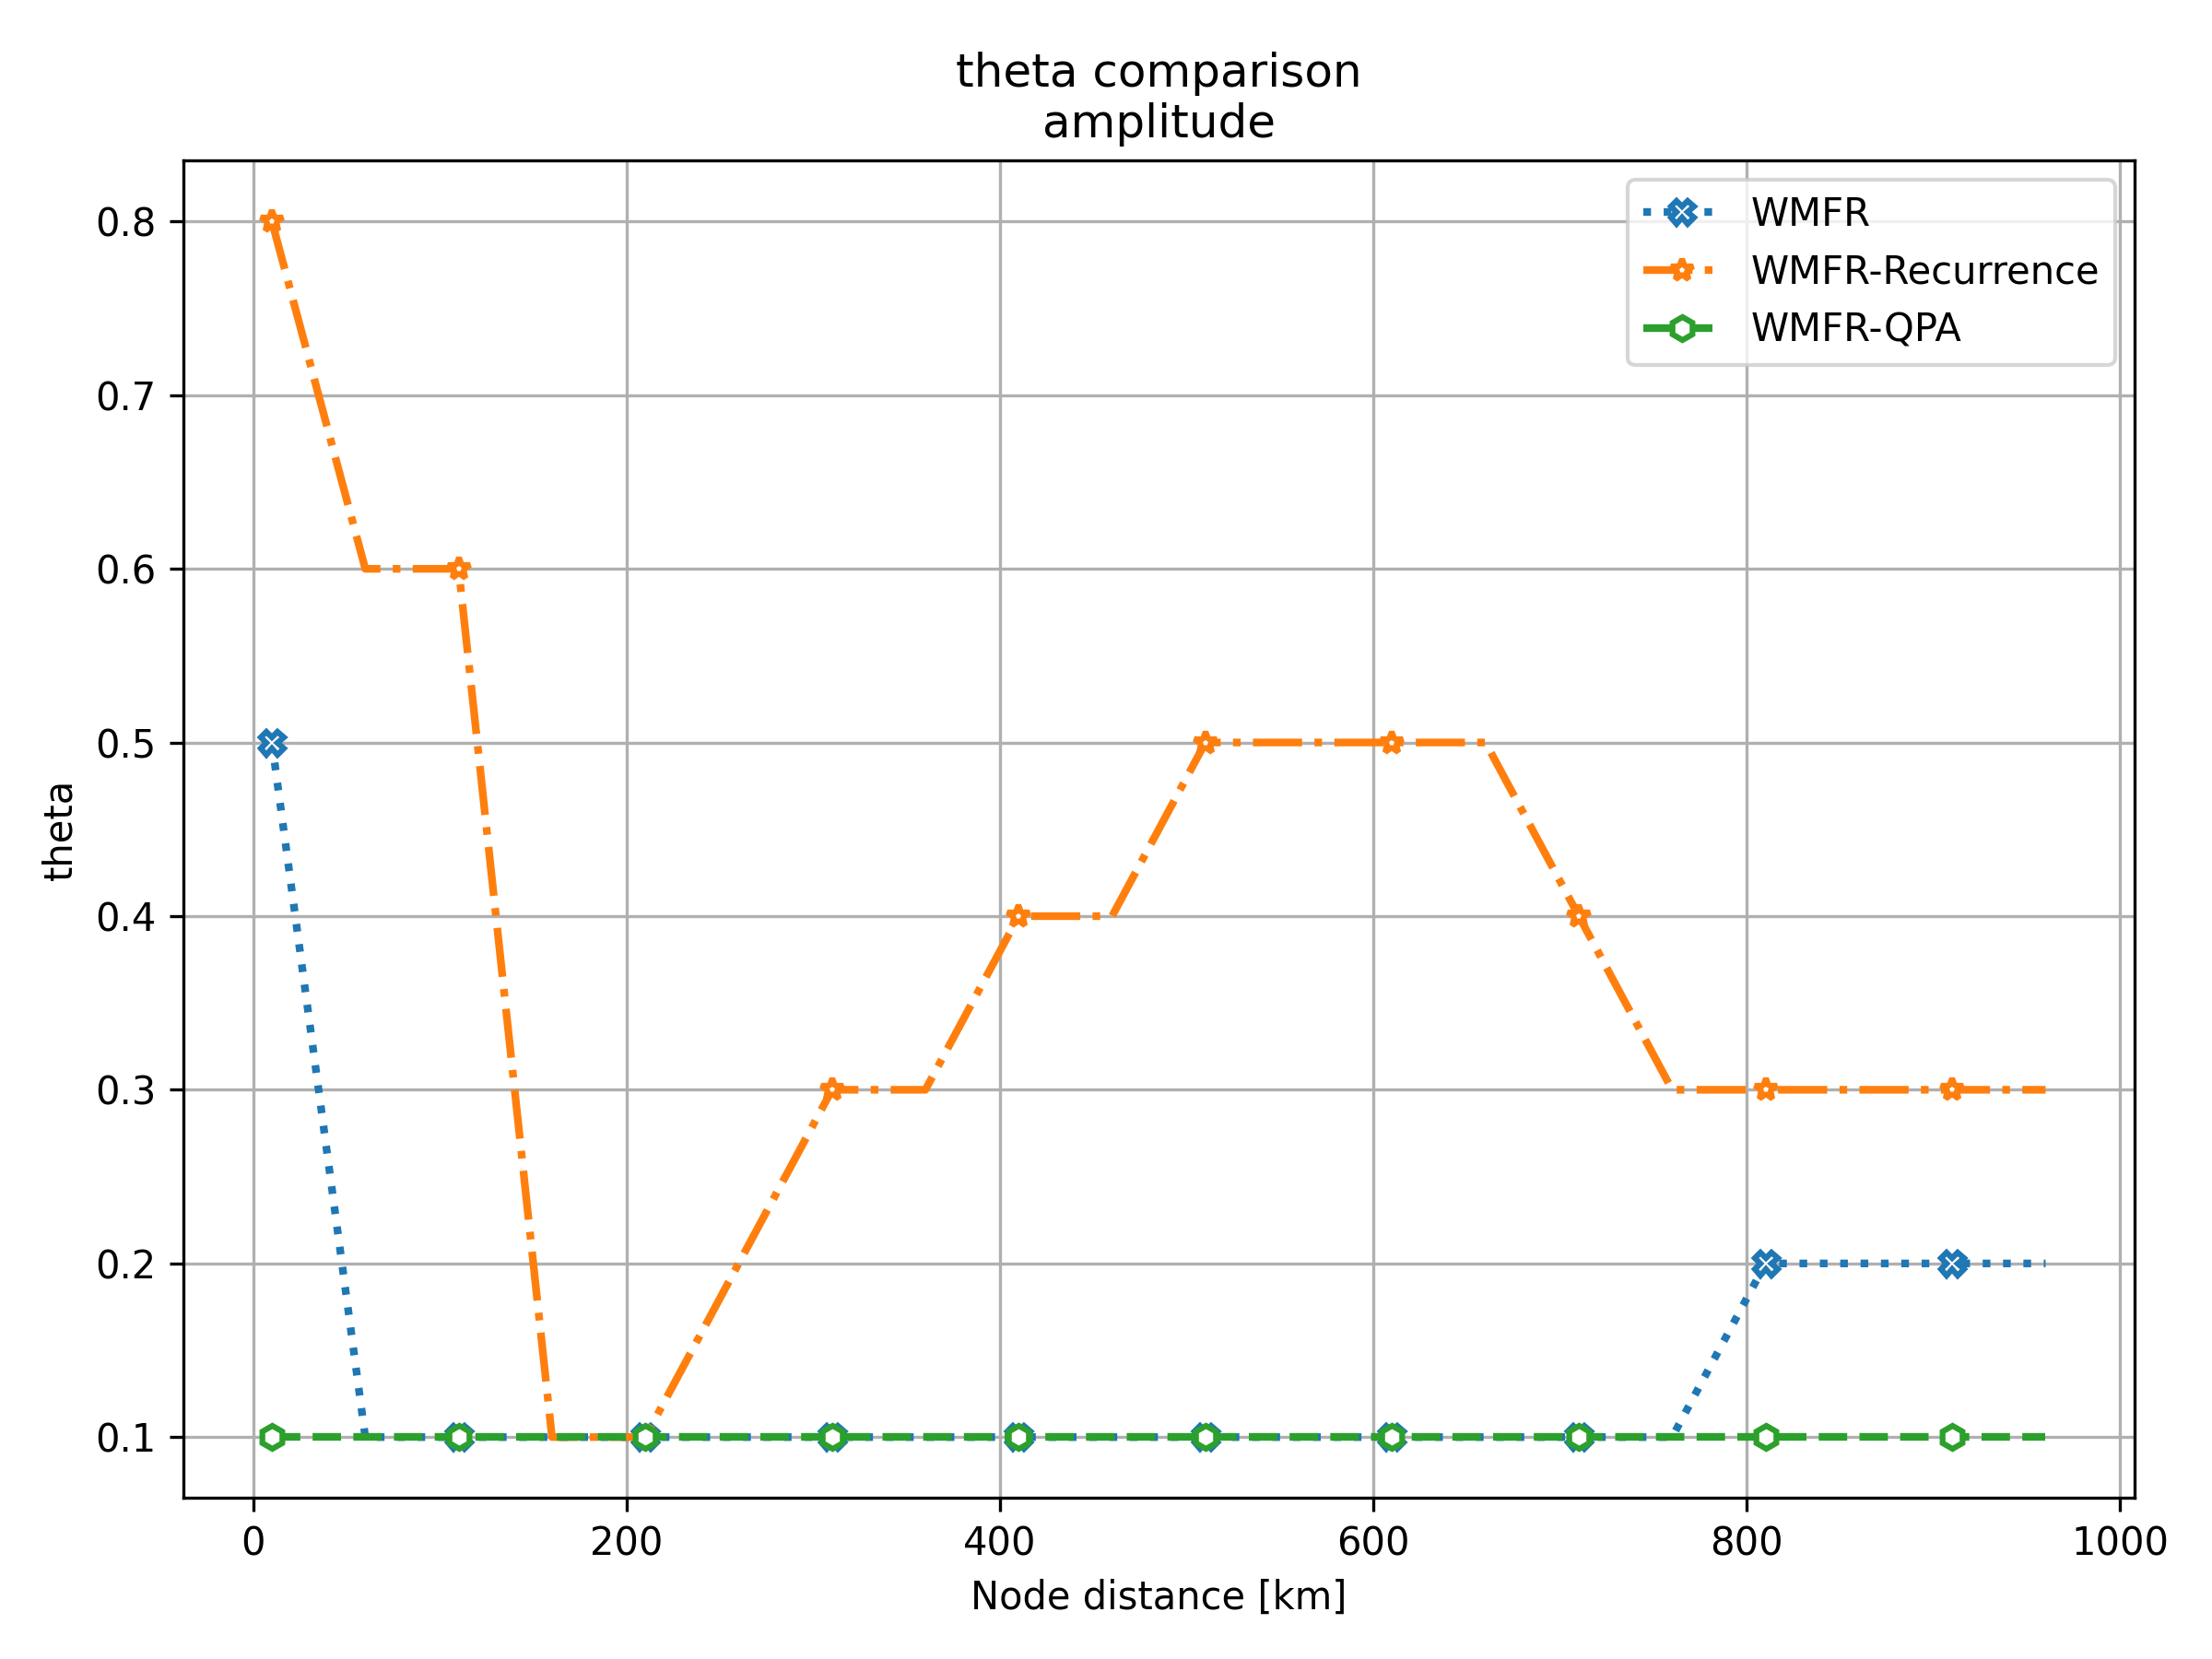 theta comparison
amplitude
WMFR
WMFR-Recurrence
WMFR-QPA
theta
0.8
0.7
0.6
0.5
0.4
0.3
0.2
0.1
0 200 400 600 800 1000
Node distance [km]